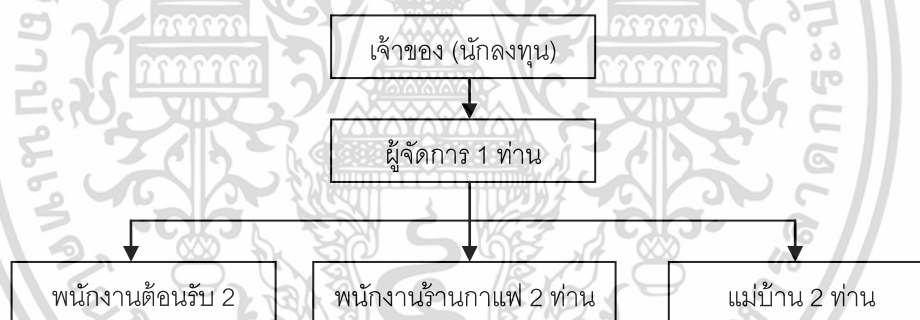 เจ้าของ (นักลงทุน)
ผู้จัดการ 1 ท่าน
พนักงานต้อนรับ 2
พนักงานร้านกาแฟ 2 ท่าน
แม่บ้าน 2 ท่าน